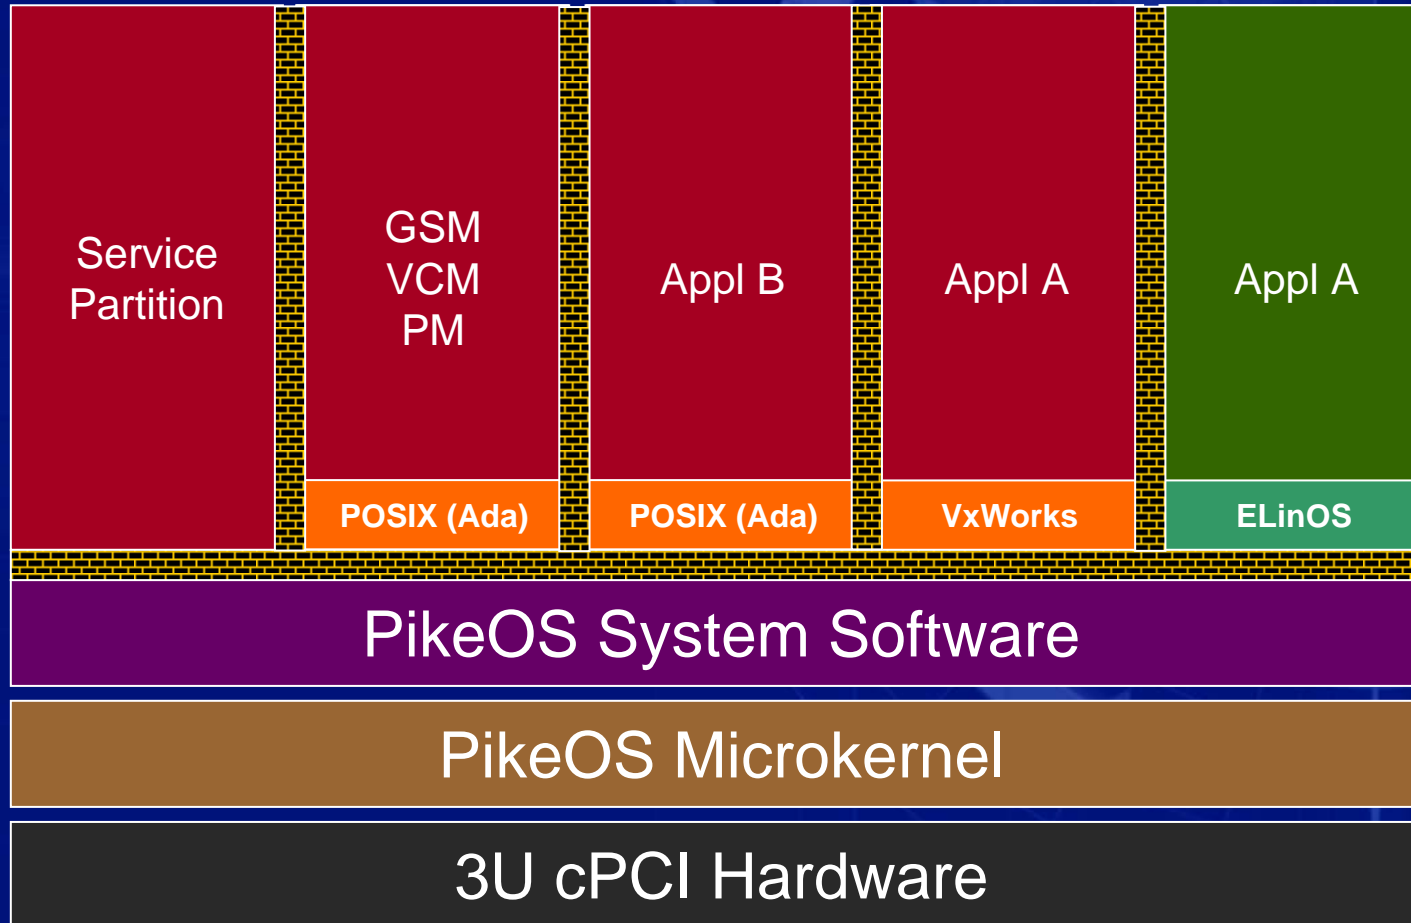 Service
Partition
GSM
VCM
PM
Appl B
Appl A
Appl A
POSIX (Ada)
POSIX (Ada)
VxWorks
ELinOS
PikeOS System Software
PikeOS Microkernel
3U cPCI Hardware